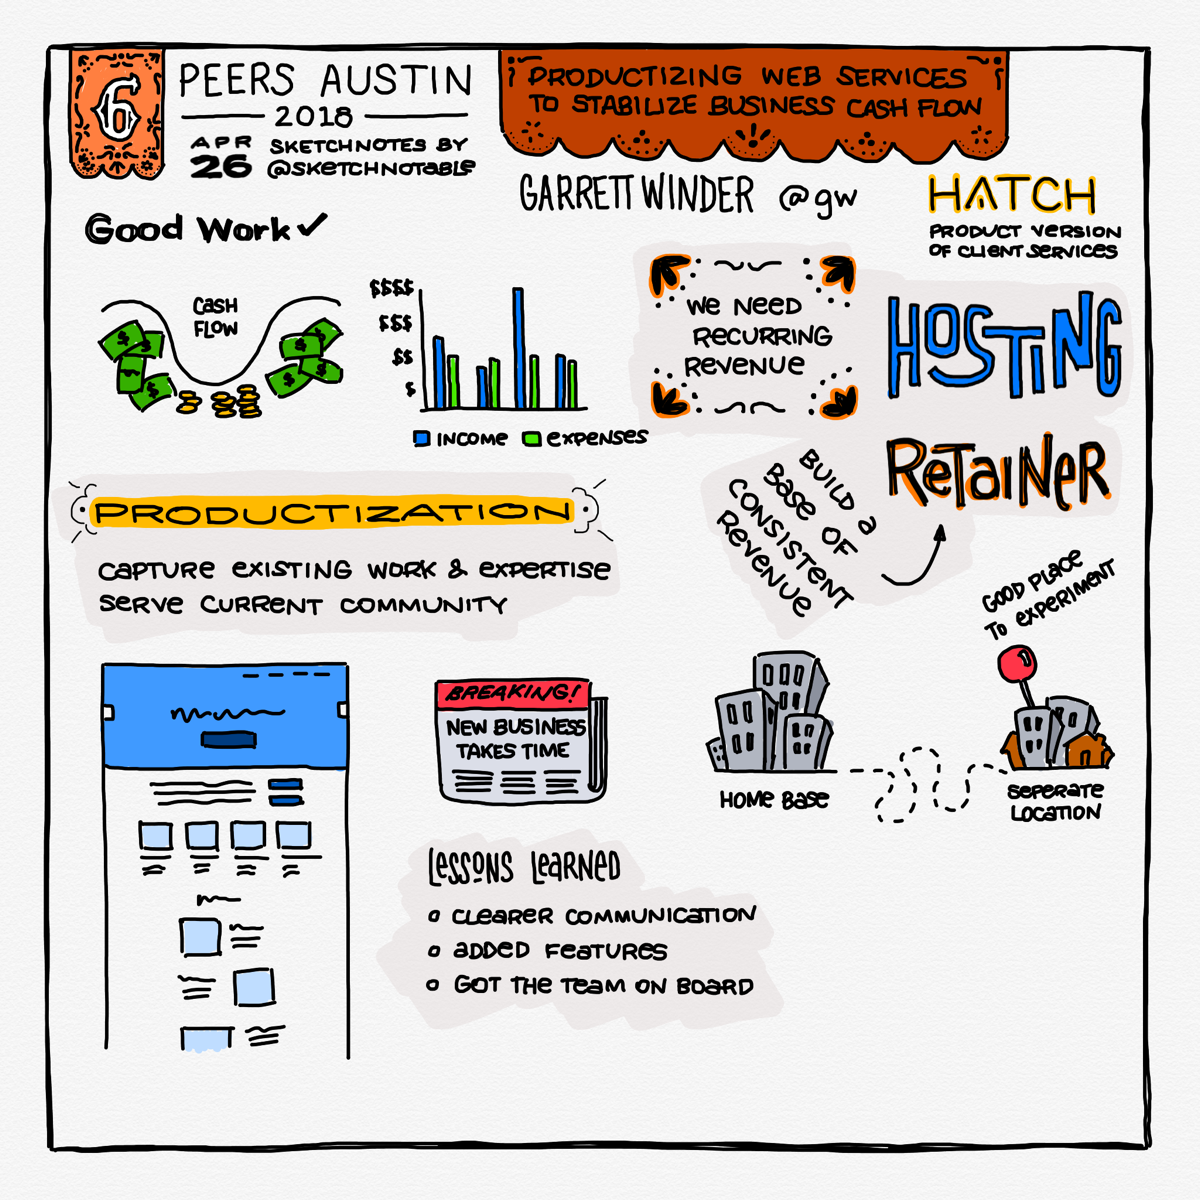 6
PEERS AUSTIN
2018
APR
26
SKETCHNOTES BY
@SKETCHNOTABLE
PRODUCTIZING WEB SERVICES
TO STABILIZE BUSINESS CASH FLOW
GARRETT WINDER @gw
HATCH
PRODUCT VERSION
OF CLIENT SERVICES
Good Work
CASH
FLOW
$$$$
$$$
$$
$
INCOME
EXPENSES
WE NEED
RECURRING
REVENUE
HOSTING
RETAINER
BUILD A
BASE OF
CONSISTENT
REVENUE
PRODUCTIZATION
CAPTURE EXISTING WORK & EXPERTISE
SERVE CURRENT COMMUNITY
GOOD PLACE
TO EXPERIMENT
BREAKING!
NEW BUSINESS
TAKES TIME
HOME BASE
SEPERATE
LOCATION
LESSONS LEARNED
CLEARER COMMUNICATION
ADDED FEATURES
GOT THE TEAM ON BOARD